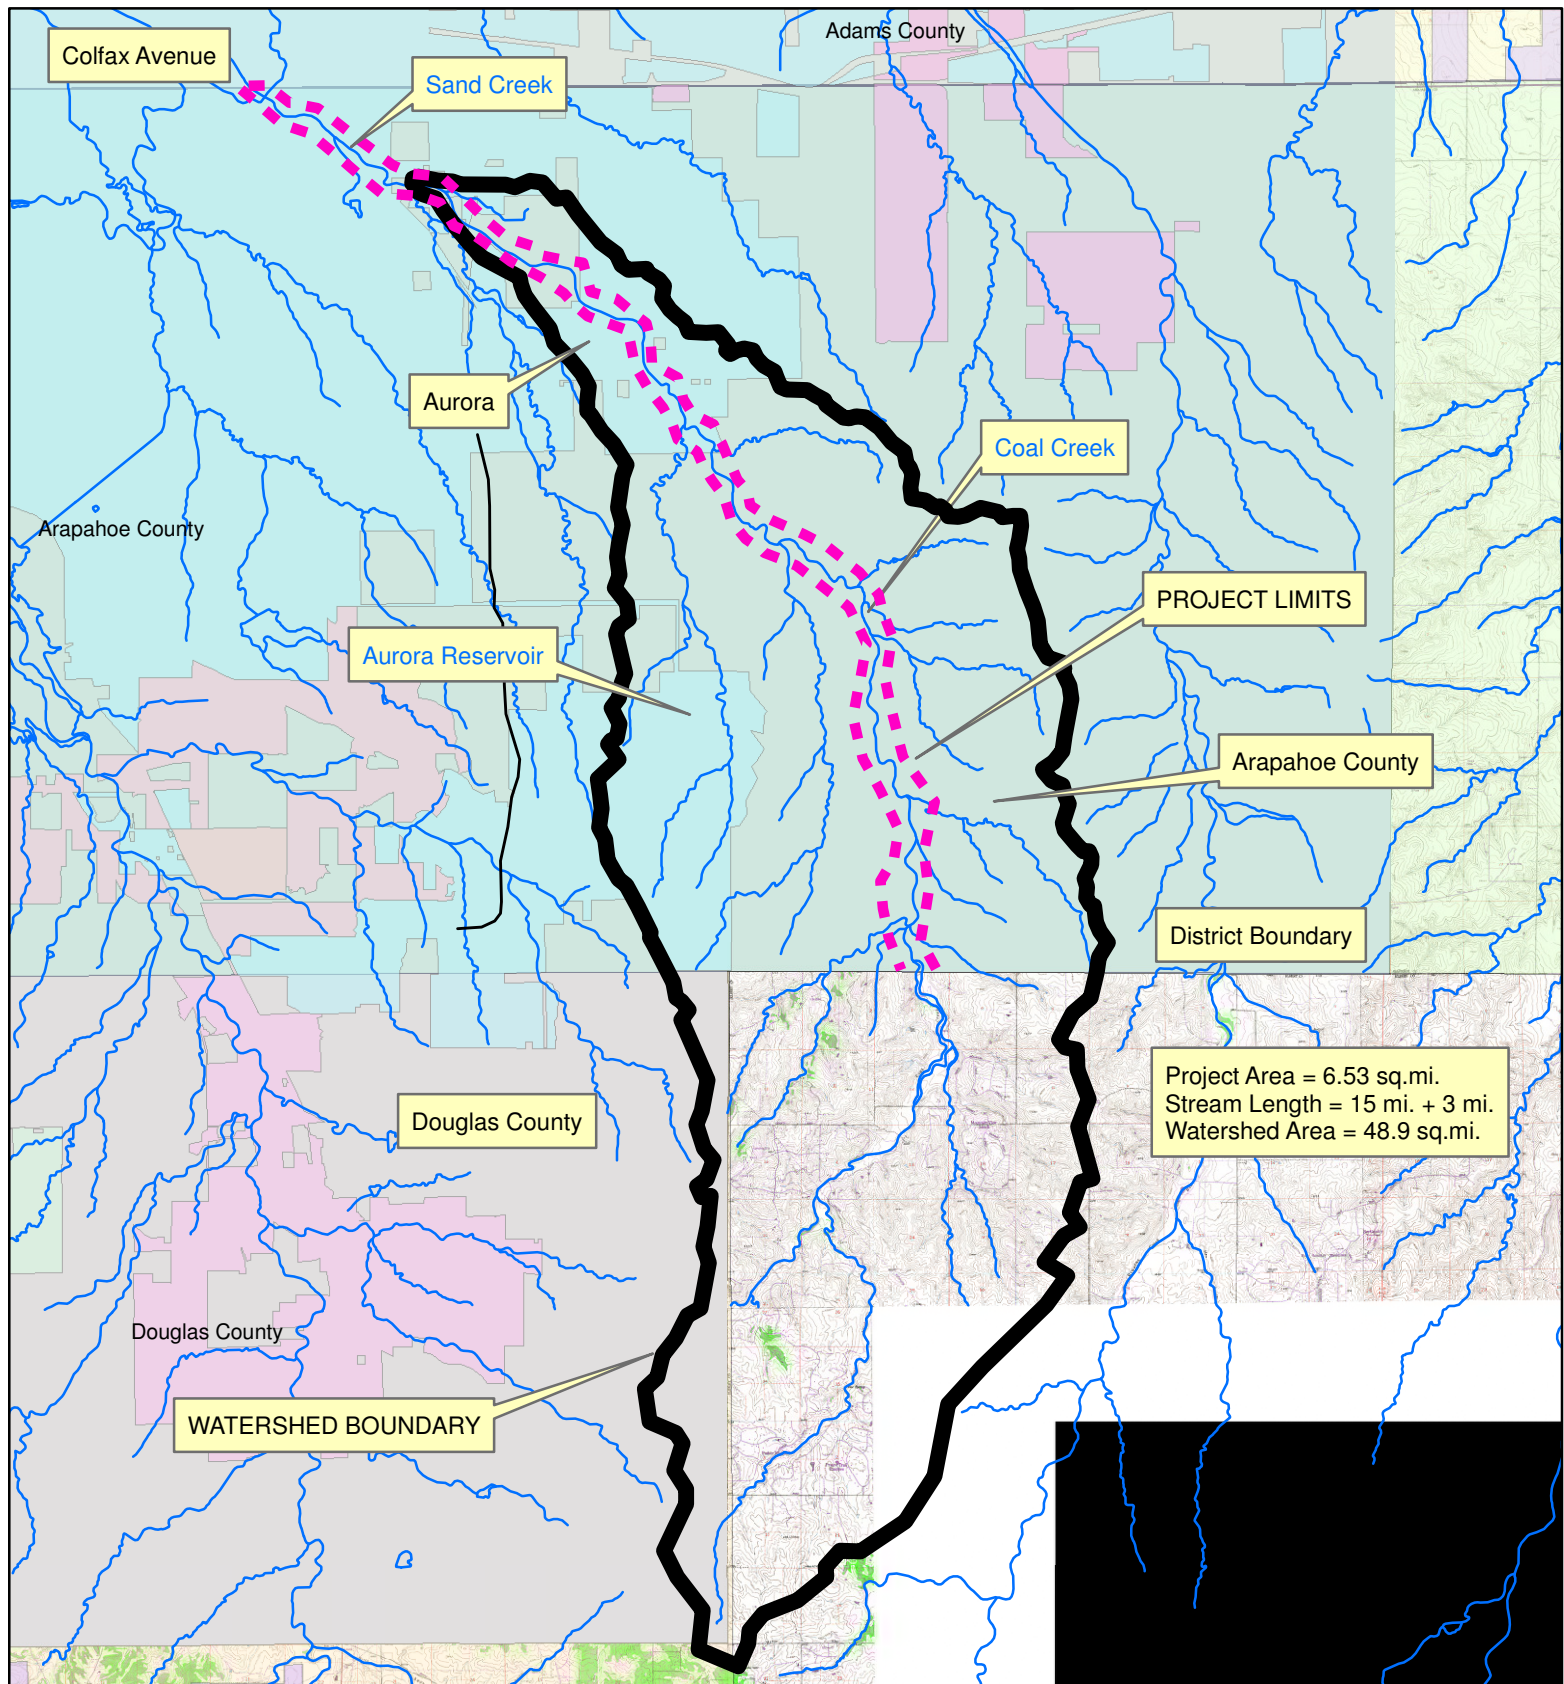 Adams County
Colfax Avenue
Sand Creek
Aurora
Coal Creek
Arapahoe County
PROJECT LIMITS
Aurora Reservoir
Arapahoe County
District Boundary
Project Area = 6.53 sq.mi.
Stream Length = 15 mi. + 3 mi.
Watershed Area = 48.9 sq.mi.
Douglas County
Douglas County
WATERSHED BOUNDARY